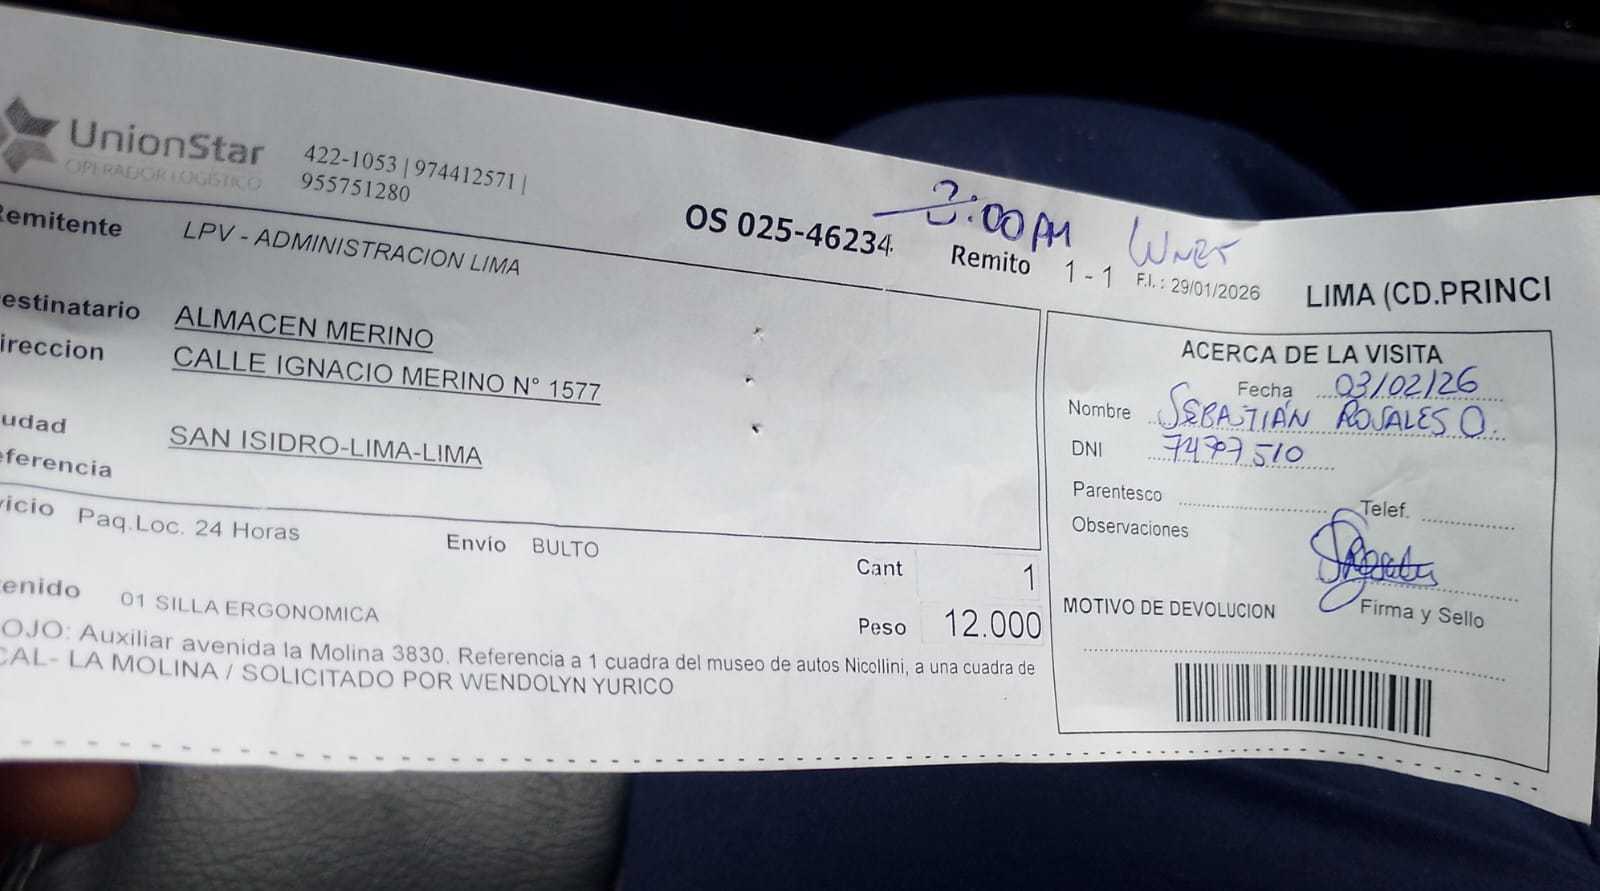 UnionStar
OPERADOR LOGISTICO
422-1053 | 974412571 |
955751280
OS 025-46234
3:00 PM
Remito 1 - 1
F.I. : 29/01/2026
LIMA (CD.PRINCI
Remitente LPV - ADMINISTRACION LIMA
estinatario ALMACEN MERINO
ireccion CALLE IGNACIO MERINO N° 1577
udad SAN ISIDRO-LIMA-LIMA
eferencia
vicio Paq.Loc. 24 Horas
Envío BULTO
Cant 1
enido 01 SILLA ERGONOMICA
Peso 12.000
OJO: Auxiliar avenida la Molina 3830. Referencia a 1 cuadra del museo de autos Nicollini, a una cuadra de
CAL- LA MOLINA / SOLICITADO POR WENDOLYN YURICO
ACERCA DE LA VISITA
Fecha 03/02/26
Nombre SEBASTIÁN ROSALES O.
DNI
Parentesco
Telef.
Observaciones
Firma y Sello
MOTIVO DE DEVOLUCION